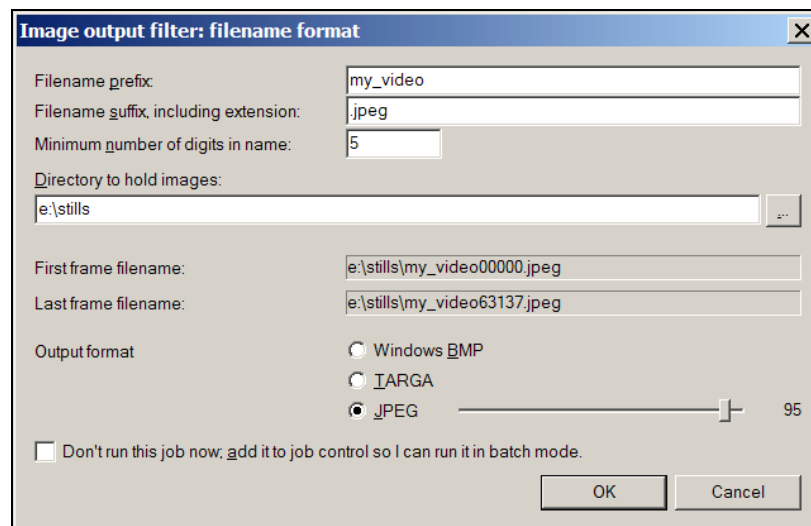 Image output filter: filename format
Filename prefix: my_video
Filename suffix, including extension: .jpeg
Minimum number of digits in name: 5
Directory to hold images:
e:\stills ...
First frame filename: e:\stills\my_video00000.jpeg
Last frame filename: e:\stills\my_video63137.jpeg
Output format Windows BMP
TARGA
JPEG 95
Don't run this job now; add it to job control so I can run it in batch mode.
OK Cancel